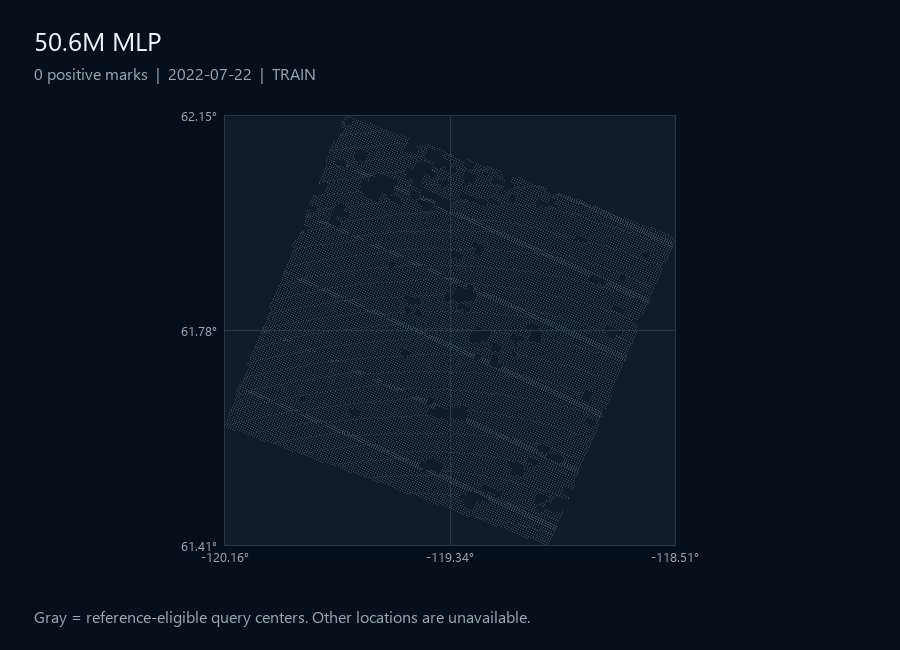 50.6M MLP
0 positive marks | 2022-07-22 | TRAIN
62.15°
61.78°
61.41°
-120.16°
-119.34°
-118.51°
Gray = reference-eligible query centers. Other locations are unavailable.